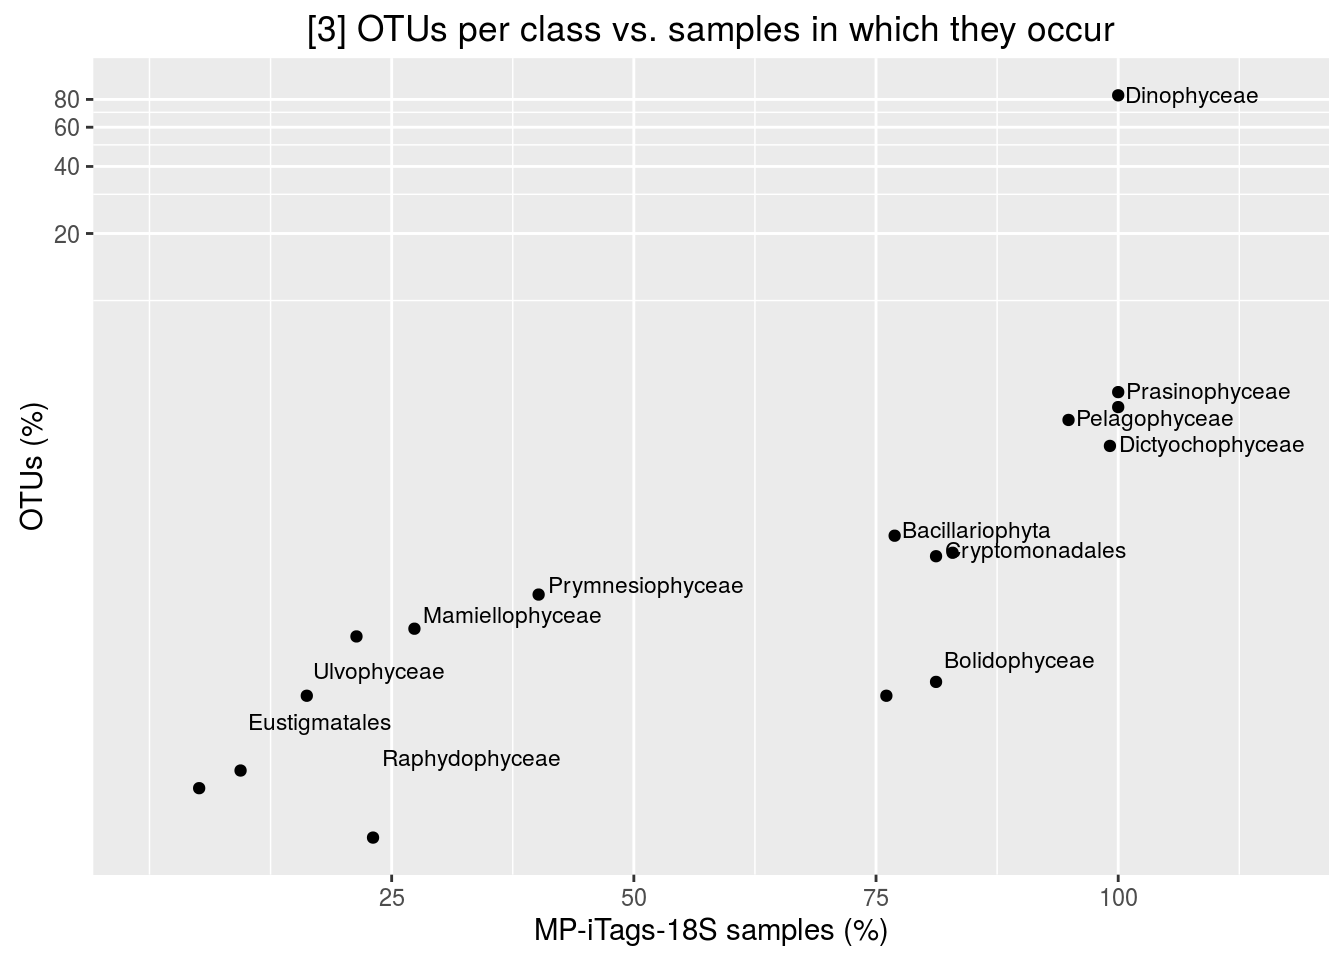 [3] OTUs per class vs. samples in which they occur
80
Dinophyceae
60
40
20
Prasinophyceae
Pelagophyceae
Dictyochophyceae
Bacillariophyta
Cryptomonadales
Prymnesiophyceae
Mamiellophyceae
Bolidophyceae
Ulvophyceae
Eustigmatales
Raphydophyceae
OTUs (%)
25 50 75 100
MP-iTags-18S samples (%)